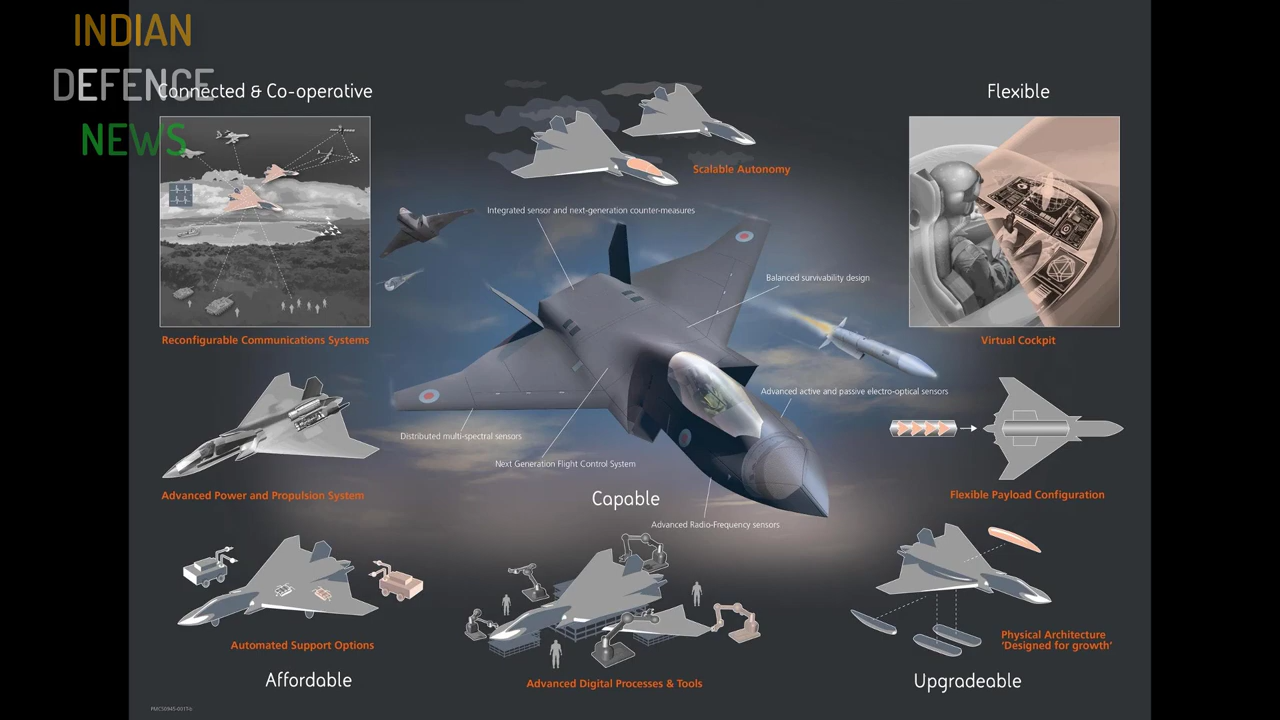 INDIAN
DEFENCE
NEWS
Connected & Co-operative
Flexible
Scalable Autonomy
Integrated sensor and next-generation counter-measures
Balanced survivability design
Reconfigurable Communications Systems
Virtual Cockpit
Advanced active and passive electro-optical sensors
Distributed multi-spectral sensors
Next Generation Flight Control System
Advanced Power and Propulsion System
Capable
Flexible Payload Configuration
Advanced Radio-Frequency sensors
Automated Support Options
Physical Architecture
'Designed for growth'
Affordable
Advanced Digital Processes & Tools
Upgradeable